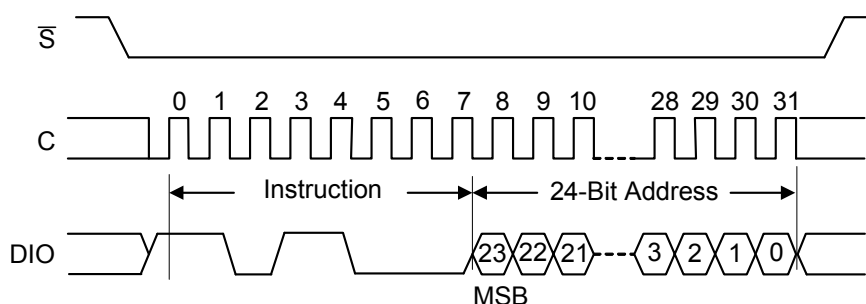 S̅
0 1 2 3 4 5 6 7 8 9 10 28 29 30 31
C
Instruction 24-Bit Address
DIO 23 22 21 3 2 1 0
MSB